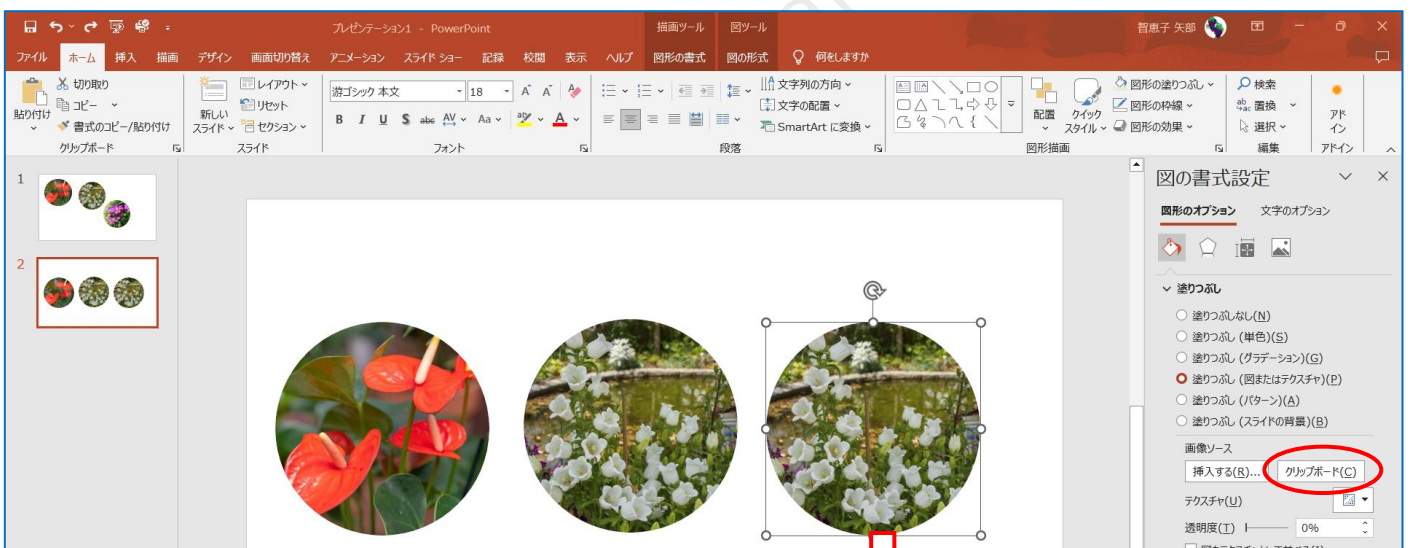 プレゼンテーション1 - PowerPoint
描画ツール
図ツール
智恵子 矢部
ファイル ホーム 挿入 描画 デザイン 画面切り替え アニメーション スライド ショー 記録 校閲 表示 ヘルプ 図形の書式 図の形式 何をしますか
貼り付け
切り取り
コピー
書式のコピー/貼り付け
クリップボード
新しい
スライド
レイアウト
リセット
セクション
スライド
游ゴシック 本文 18
B I U S abc AV Aa
フォント
文字列の方向
文字の配置
SmartArt に変換
段落
配置
クイック
スタイル
図形の塗りつぶし
図形の枠線
図形の効果
図形描画
検索
置換
選択
編集
アド
イン
アドイン
1
2
図の書式設定
図形のオプション 文字のオプション
塗りつぶし
塗りつぶしなし(N)
塗りつぶし (単色)(S)
塗りつぶし (グラデーション)(G)
塗りつぶし (図またはテクスチャ)(P)
塗りつぶし (パターン)(A)
塗りつぶし (スライドの背景)(B)
画像ソース
挿入する(R)... クリップボード(C)
テクスチャ(U)
透明度(T) 0%